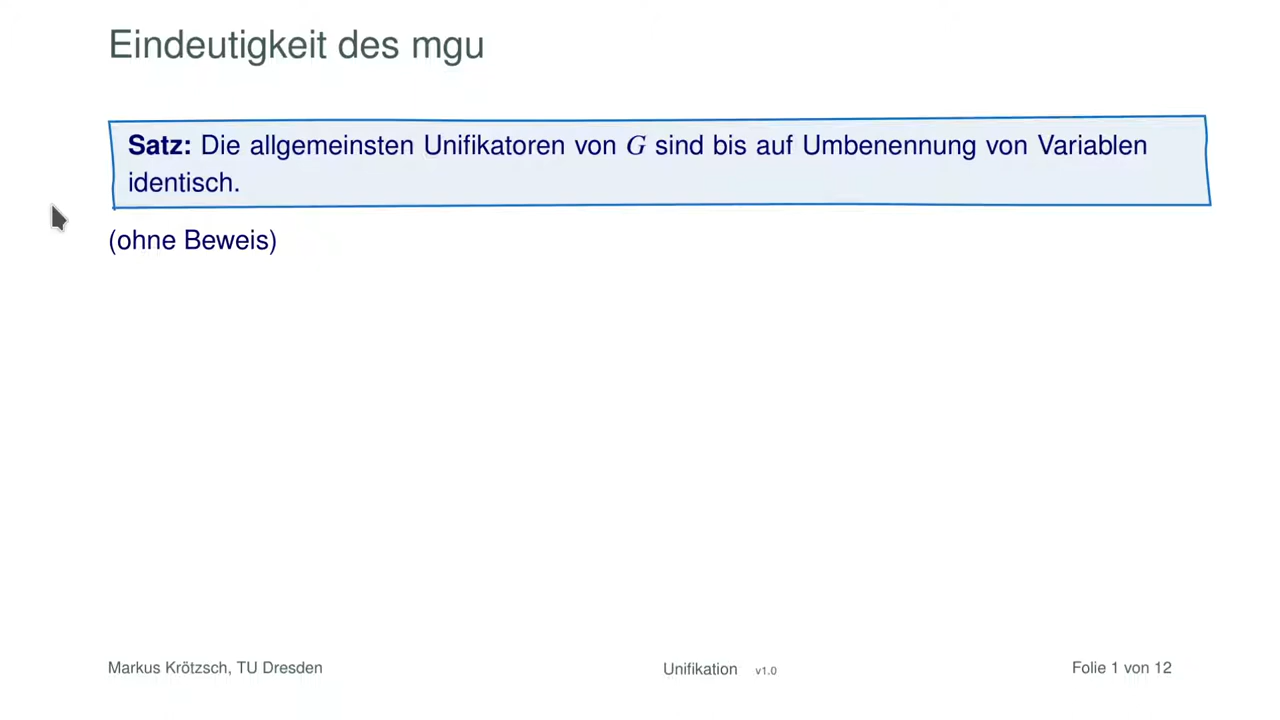 Eindeutigkeit des mgu
Satz: Die allgemeinsten Unifikatoren von G sind bis auf Umbenennung von Variablen
identisch.
(ohne Beweis)
Markus Krötzsch, TU Dresden Unifikation v1.0 Folie 1 von 12